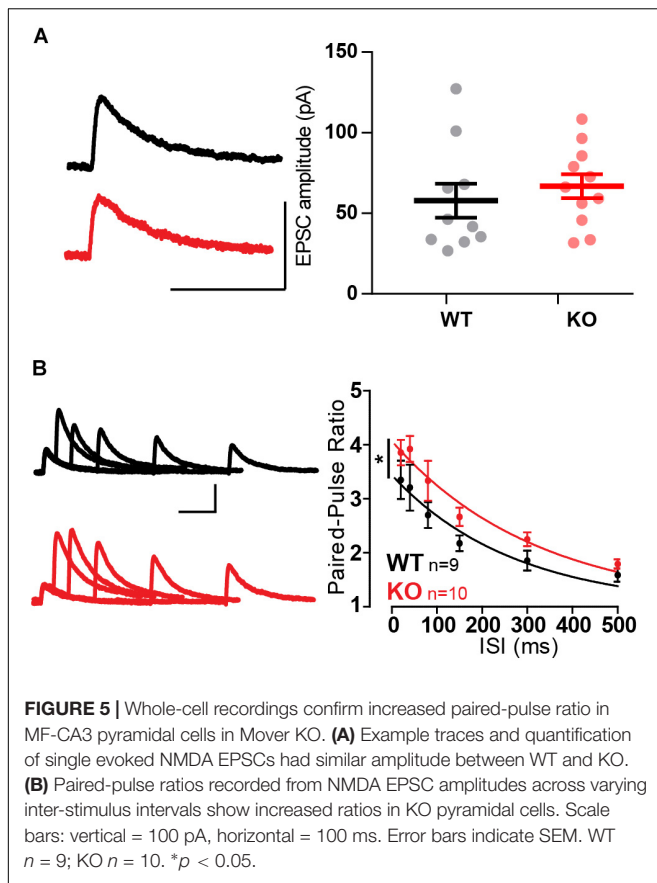 A
EPSC amplitude (pA)
150
100
50
0
WT KO
B
Paired-Pulse Ratio
5
4
3
2
1
*
WT n=9
KO n=10
0 100 200 300 400 500
ISI (ms)
FIGURE 5 | Whole-cell recordings confirm increased paired-pulse ratio in
MF-CA3 pyramidal cells in Mover KO. (A) Example traces and quantification
of single evoked NMDA EPSCs had similar amplitude between WT and KO.
(B) Paired-pulse ratios recorded from NMDA EPSC amplitudes across varying
inter-stimulus intervals show increased ratios in KO pyramidal cells. Scale
bars: vertical = 100 pA, horizontal = 100 ms. Error bars indicate SEM. WT
n = 9; KO n = 10. *p < 0.05.